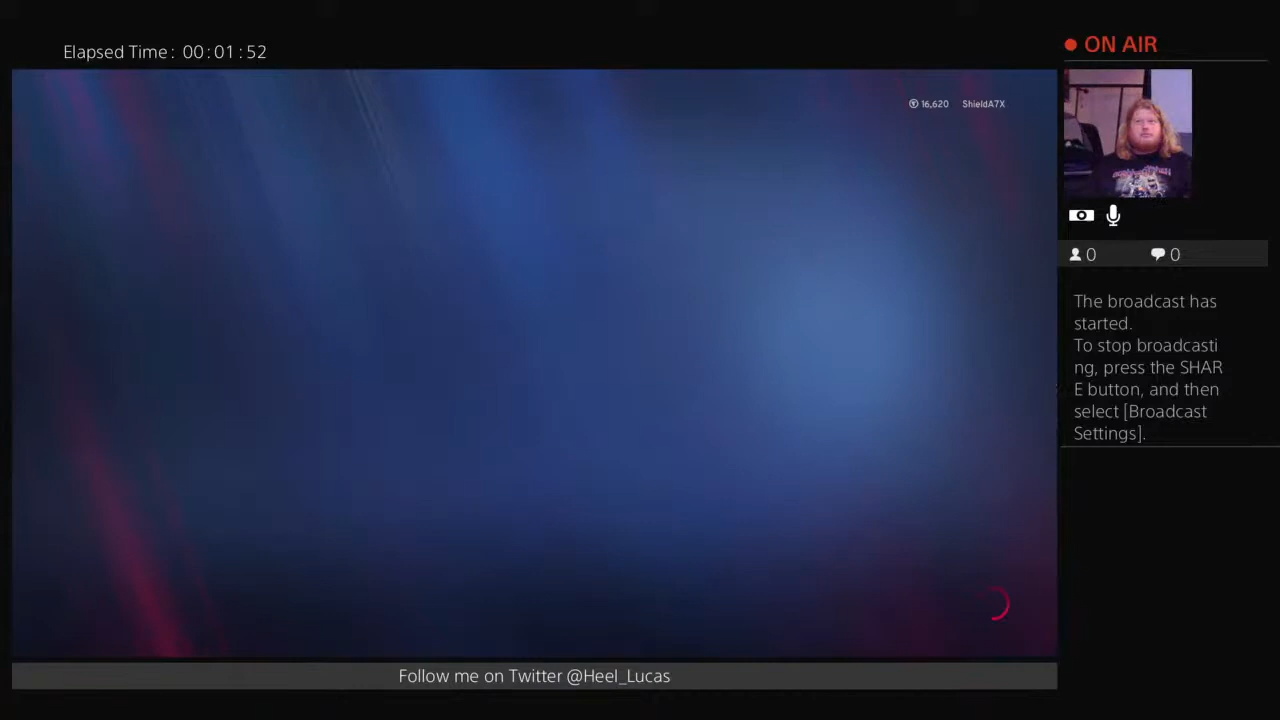 Elapsed Time: 00:01:52
ON AIR
16,620 ShieldA7X
0 0
The broadcast has
started.
To stop broadcasti
ng, press the SHAR
E button, and then
select [Broadcast
Settings].
Follow me on Twitter @Heel_Lucas